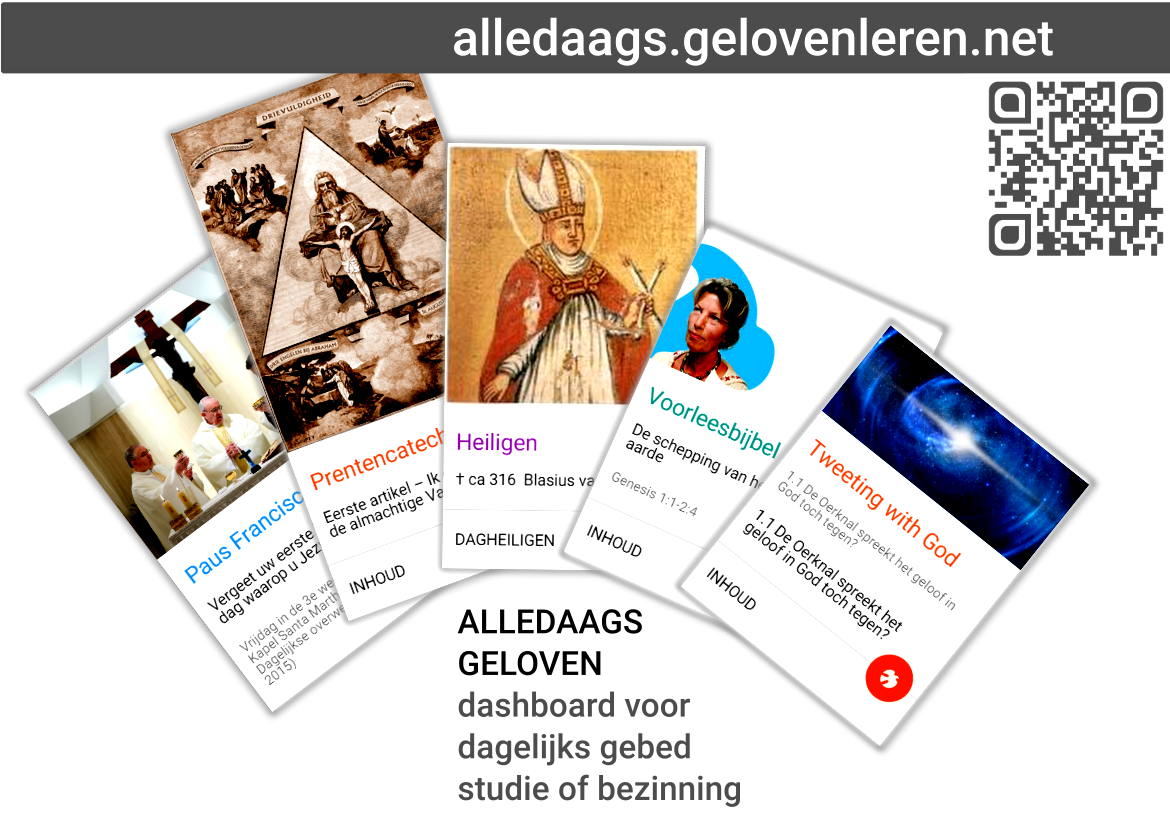 alledaags.gelovenleren.net
DRIEVULDIGHEID
DRIE ENGELEN BIJ ABRAHAM
Paus Francisc
Vergeet uw eerste
dag waarop u Jez
Vrijdag in de 3e we
Kapel Santa Marth
Dagelijkse overwe
2015)
Prentencatech
Eerste artikel – Ik
de almachtige Va
INHOUD
Heiligen
† ca 316 Blasius va
DAGHEILIGEN
Voorleesbijbel
De schepping van h
aarde
Genesis 1:1-2:4
INHOUD
Tweeting with God
1.1 De Oerknal spreekt het geloof in
God toch tegen?
1.1 De Oerknal spreekt het
geloof in God toch tegen?
INHOUD
ALLEDAAGS
GELOVEN
dashboard voor
dagelijks gebed
studie of bezinning